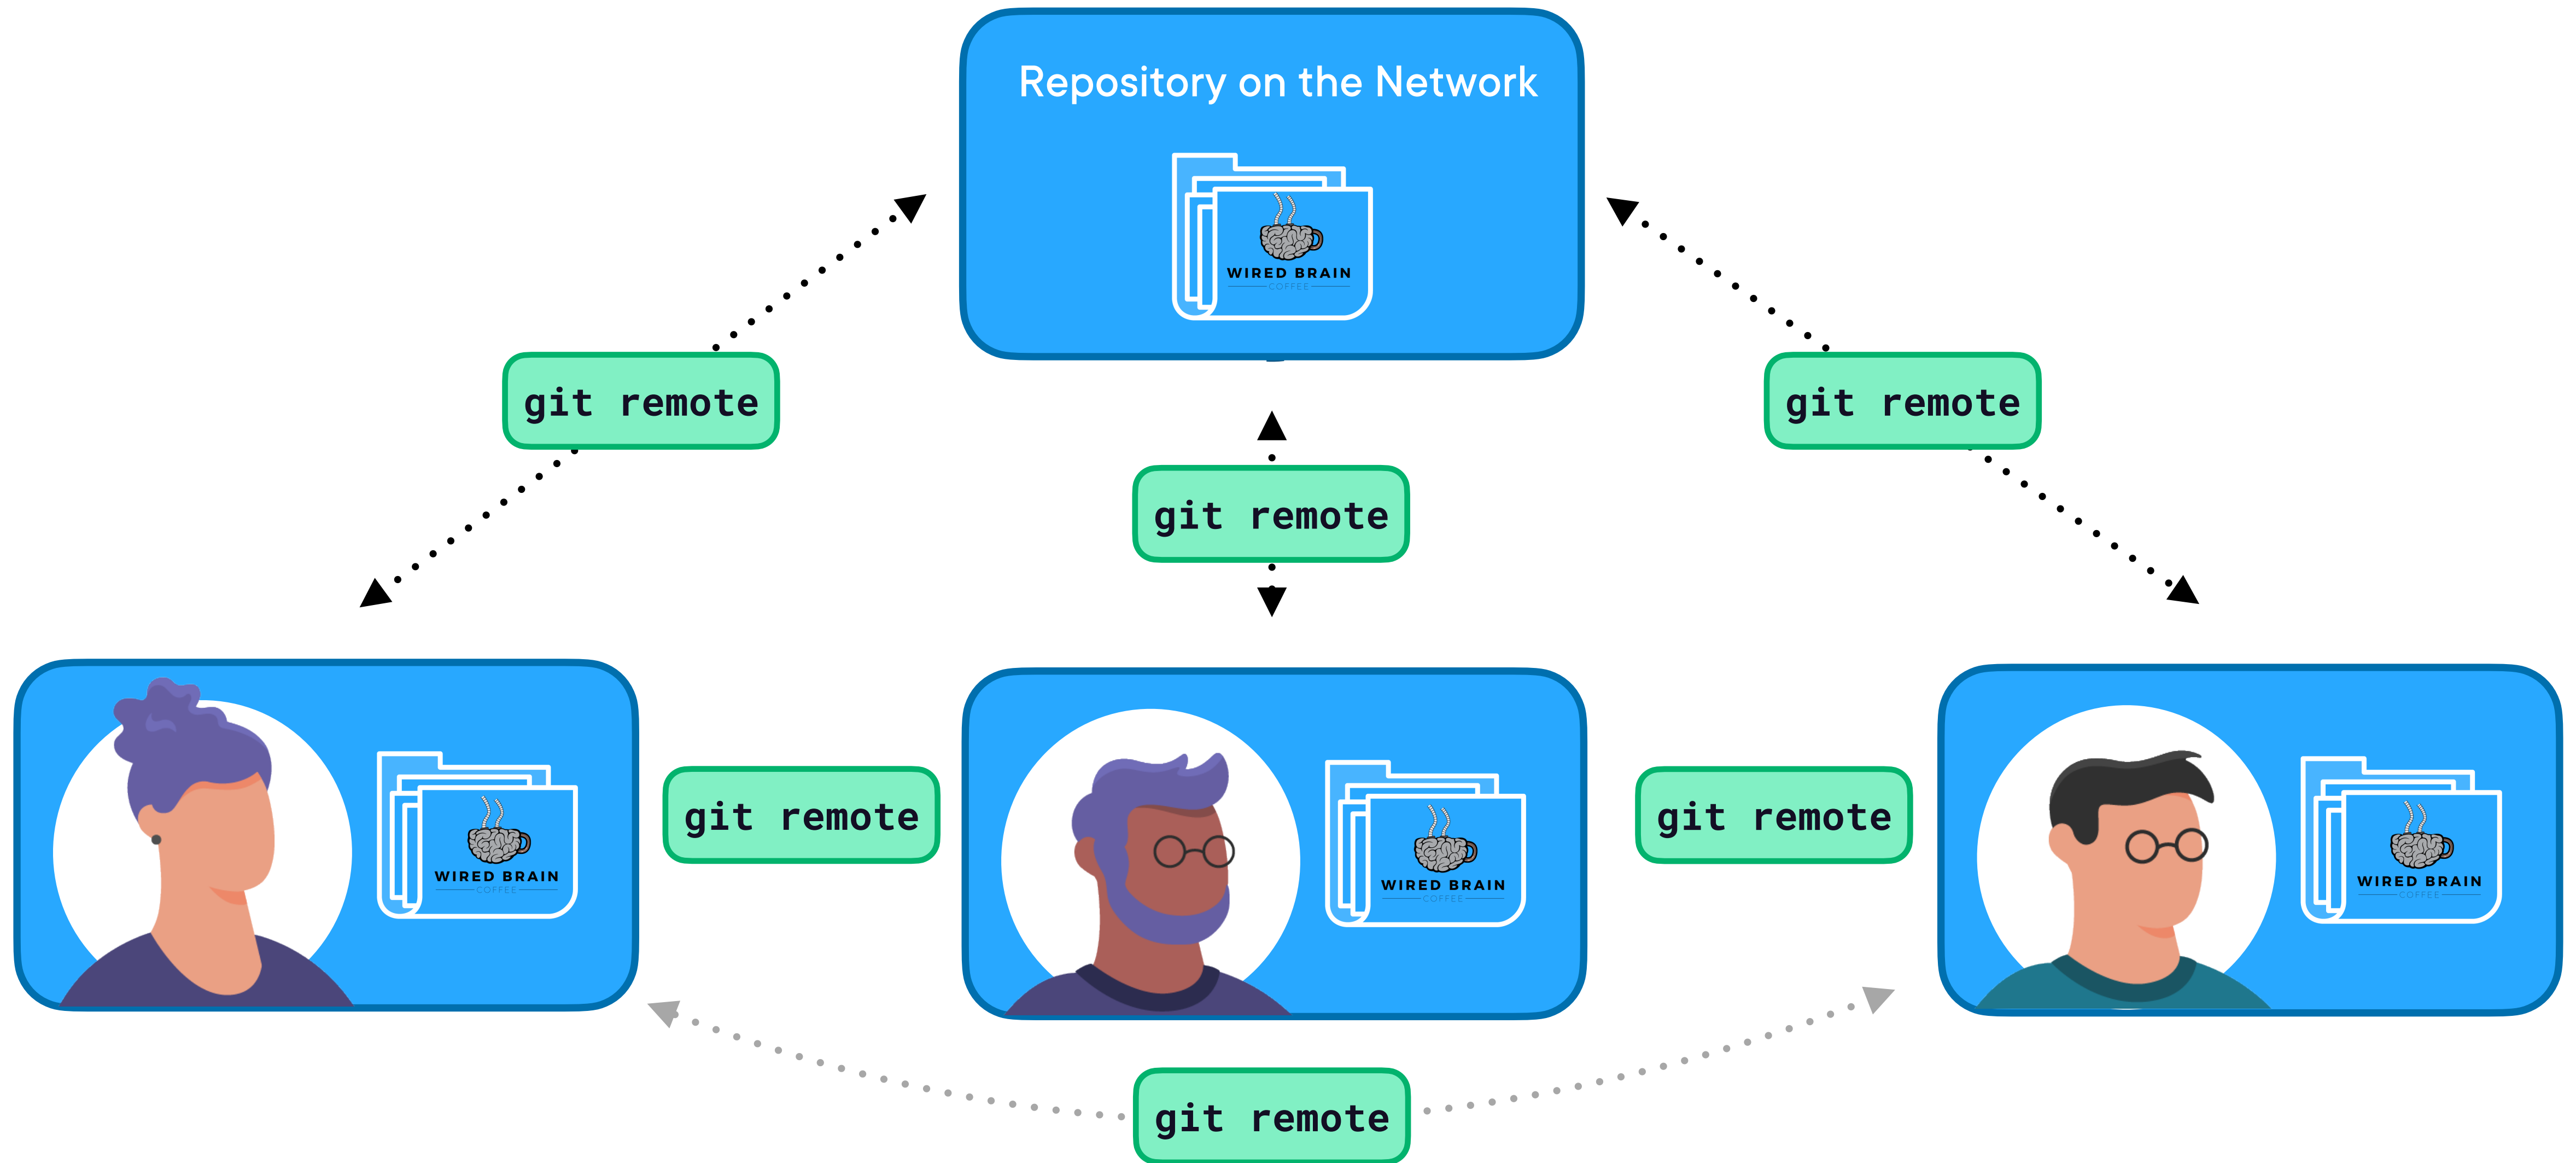 Repository on the Network
WIRED BRAIN
COFFEE
git remote
git remote
git remote
WIRED BRAIN
COFFEE
git remote
WIRED BRAIN
COFFEE
git remote
WIRED BRAIN
COFFEE
git remote